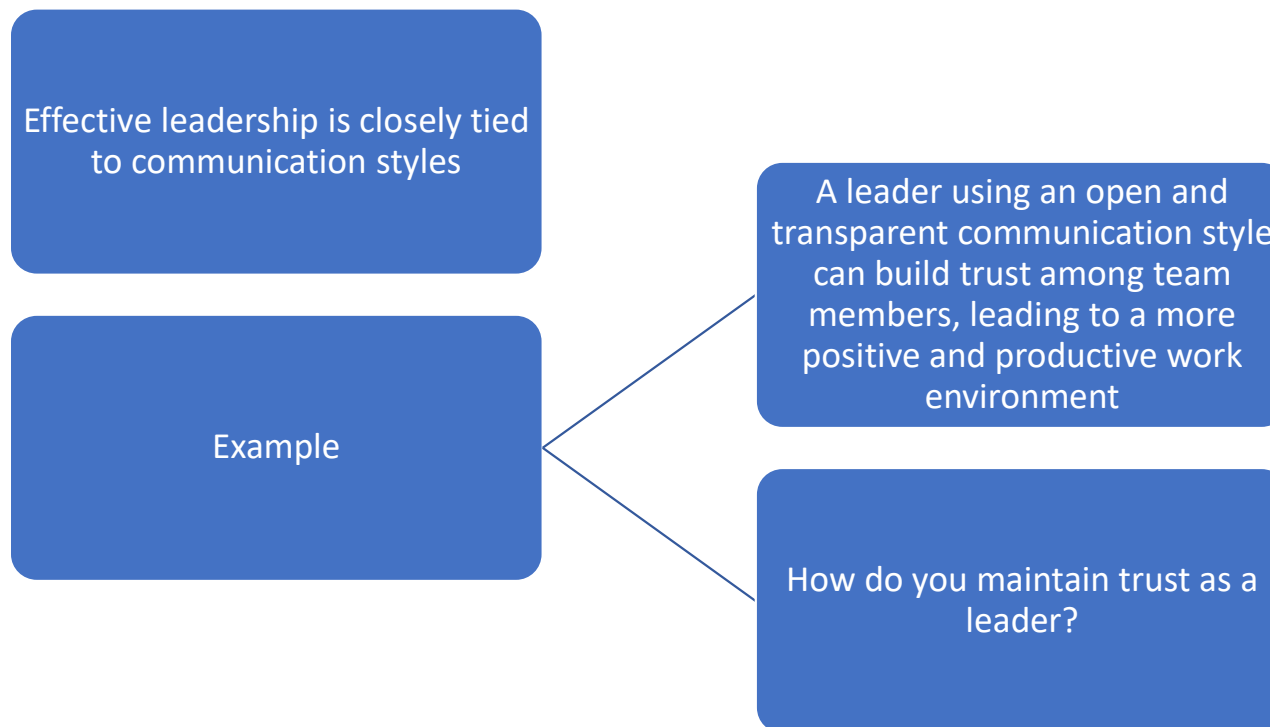 Effective leadership is closely tied
to communication styles
Example
A leader using an open and
transparent communication style
can build trust among team
members, leading to a more
positive and productive work
environment
How do you maintain trust as a
leader?